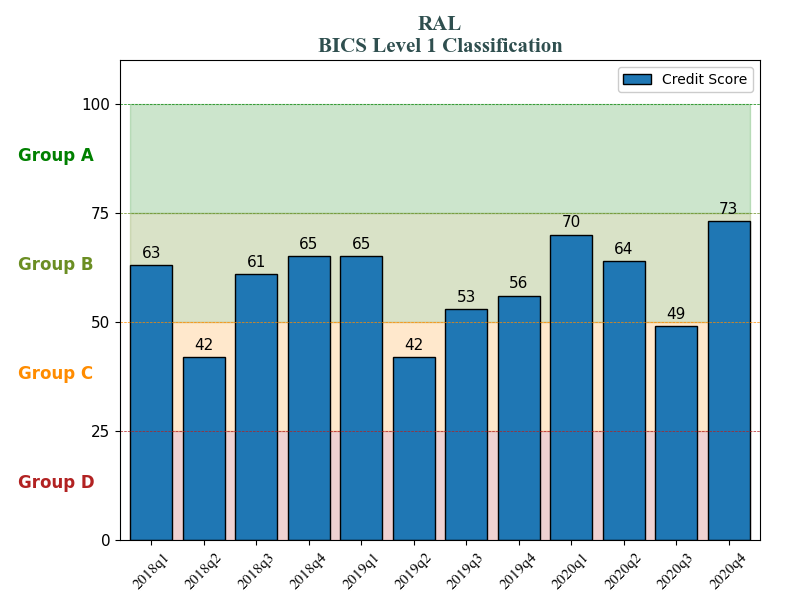 RAL
BICS Level 1 Classification
Credit Score
100
75
50
25
0
Group A
Group B
Group C
Group D
63
42
61
65
65
42
53
56
70
64
49
73
2018q1
2018q2
2018q3
2018q4
2019q1
2019q2
2019q3
2019q4
2020q1
2020q2
2020q3
2020q4